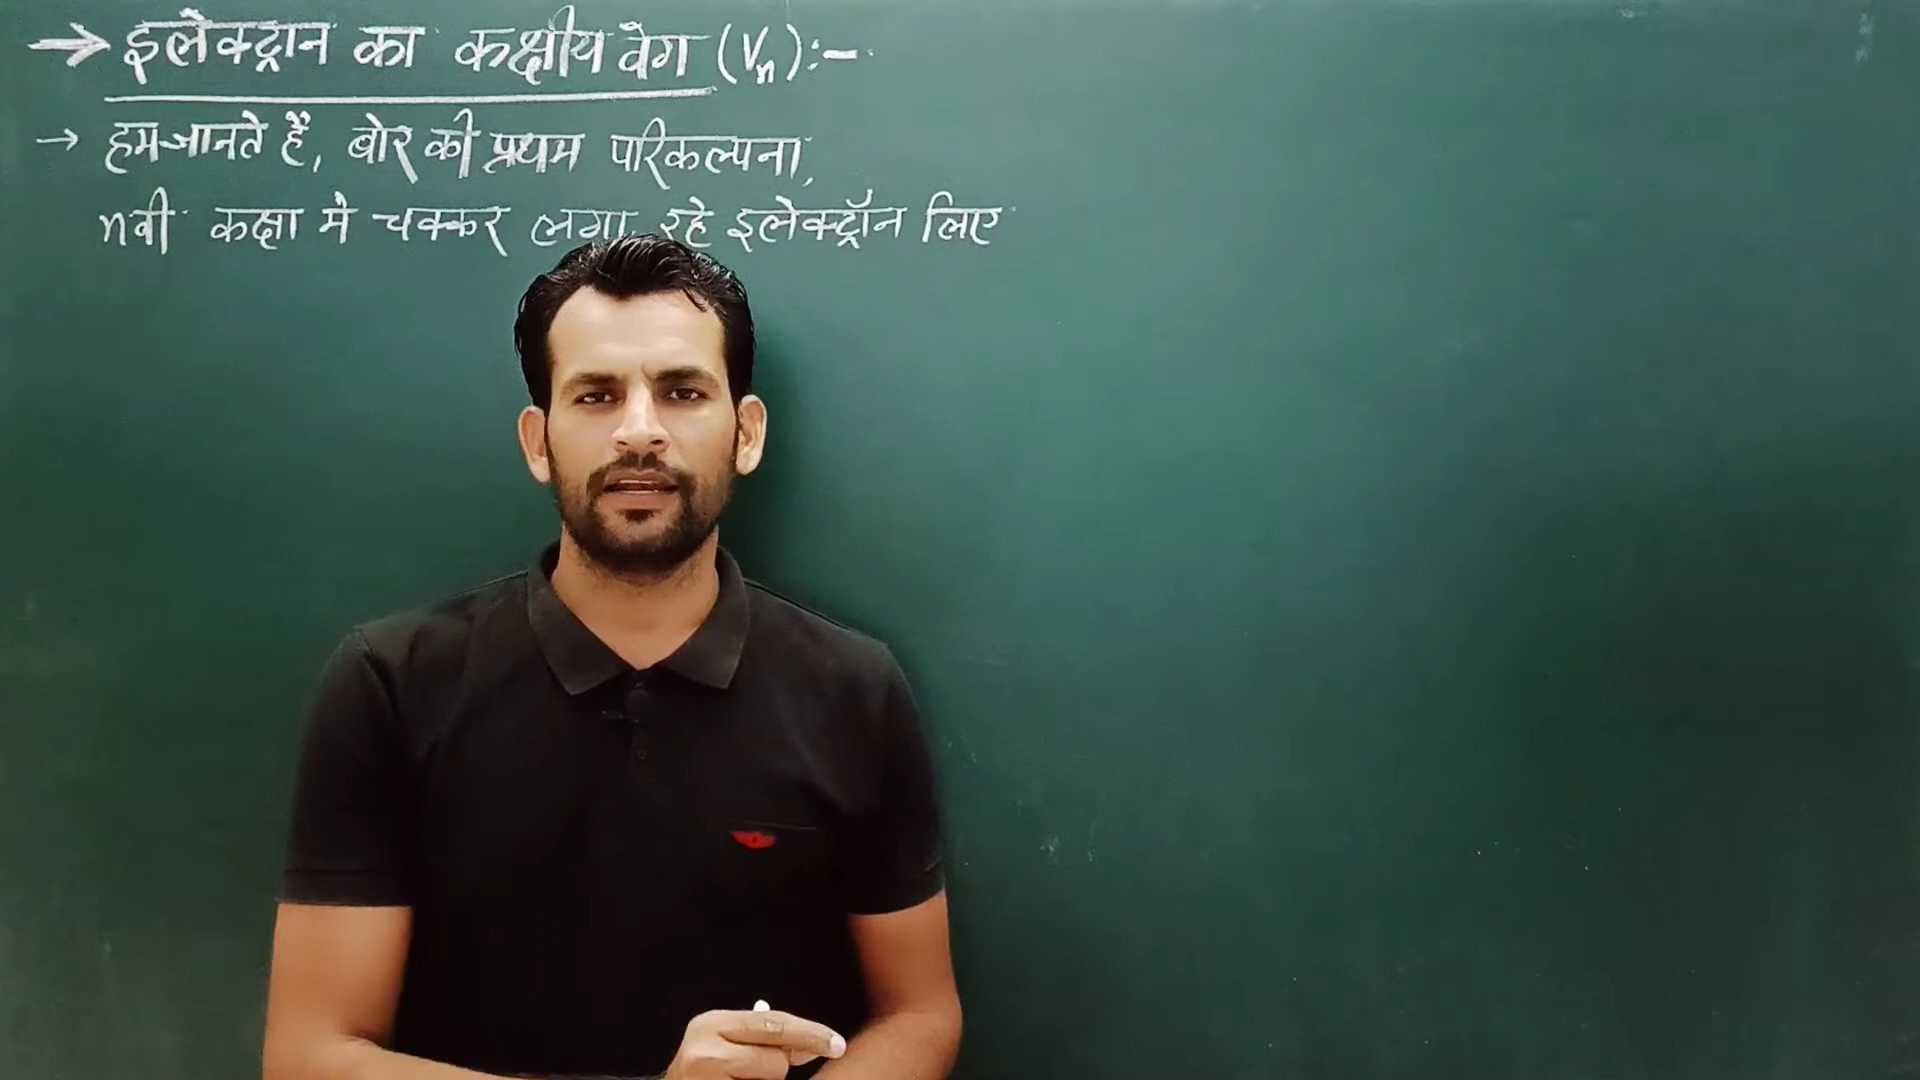 → इलेक्ट्रान का कक्षीय वेग (Vn):-
→ हम जानते हैं, बोर की प्रथम परिकल्पना,
nवी कक्षा मे चक्कर लगा रहे इलेक्ट्रॉन लिए